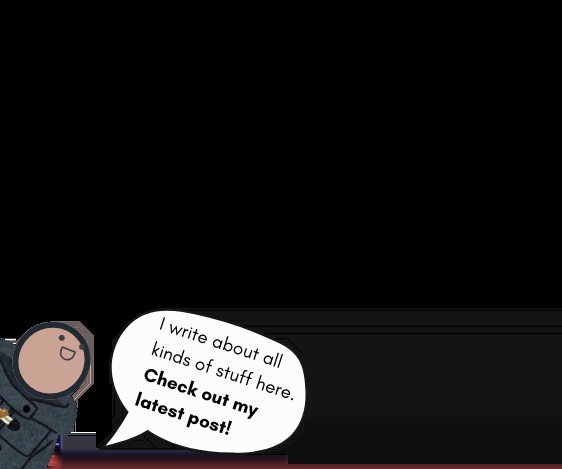 I write about all
kinds of stuff here.
Check out my
latest post!